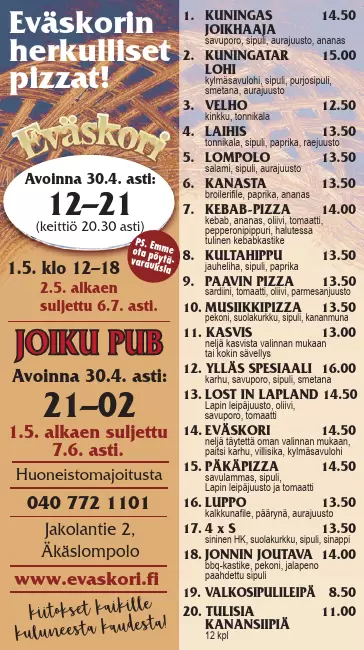 Eväskorin
herkulliset
pizzat!
Eväskori
Avoinna 30.4. asti:
12–21
(keittiö 20.30 asti)
PS. Emme
ota pöytä-
varauksia
1.5. klo 12–18
2.5. alkaen
suljettu 6.7. asti.
JOIKU PUB
Avoinna 30.4. asti:
21–02
1.5. alkaen suljettu
7.6. asti.
Huoneistomajoitusta
040 772 1101
Jakolantie 2,
Äkäslompolo
www.evaskori.fi
kiitokset kaikille
kuluneesta kaudesta!
1. KUNINGAS JOIKHAAJA 14.50
savuporo, sipuli, aurajuusto, ananas
2. KUNINGATAR 15.00
LOHI
kylmäsavulohi, sipuli, purjosipuli,
smetana, aurajuusto
3. VELHO 12.50
kinkku, tonnikala
4. LAIHIS 13.50
tonnikala, sipuli, paprika, raejuusto
5. LOMPOLO 13.50
salami, sipuli, aurajuusto
6. KANASTA 13.50
broilerifile, paprika, ananas
7. KEBAB-PIZZA 14.00
kebab, ananas, oliivi, tomaatti,
pepperonipippuri, halutessa
tulinen kebabkastike
8. KULTAHIPPU 13.50
jauheliha, sipuli, paprika
9. PAAVIN PIZZA 13.50
sardiini, tomaatti, oliivi, parmesanjuusto
10. MUSIIKKIPIZZA 13.50
pekoni, suolakurkku, sipuli, kananmuna
11. KASVIS 13.00
neljä kasvista valinnan mukaan
tai kokin sävellys
12. YLLÄS SPESIAALI 16.00
karhu, savuporo, sipuli, smetana
13. LOST IN LAPLAND 14.50
Lapin leipäjuusto, oliivi,
savuporo, tomaatti
14. EVÄSKORI 14.50
neljä täytettä oman valinnan mukaan,
paitsi karhu, villisika, kylmäsavulohi
15. PÄKÄPIZZA 14.50
savulammas, sipuli,
Lapin leipäjuusto ja tomaatti
16. LUPPO 13.50
kalkkunafile, päärynä, aurajuusto
17. 4 x S 13.50
sininen HK, suolakurkku, sipuli, sinappi
18. JONNIN JOUTAVA 14.00
bbq-kastike, pekoni, jalapeno
paahdettu sipuli
19. VALKOSIPULILEIPÄ 8.50
20. TULISIA 11.00
KANANSIIPIÄ
12 kpl